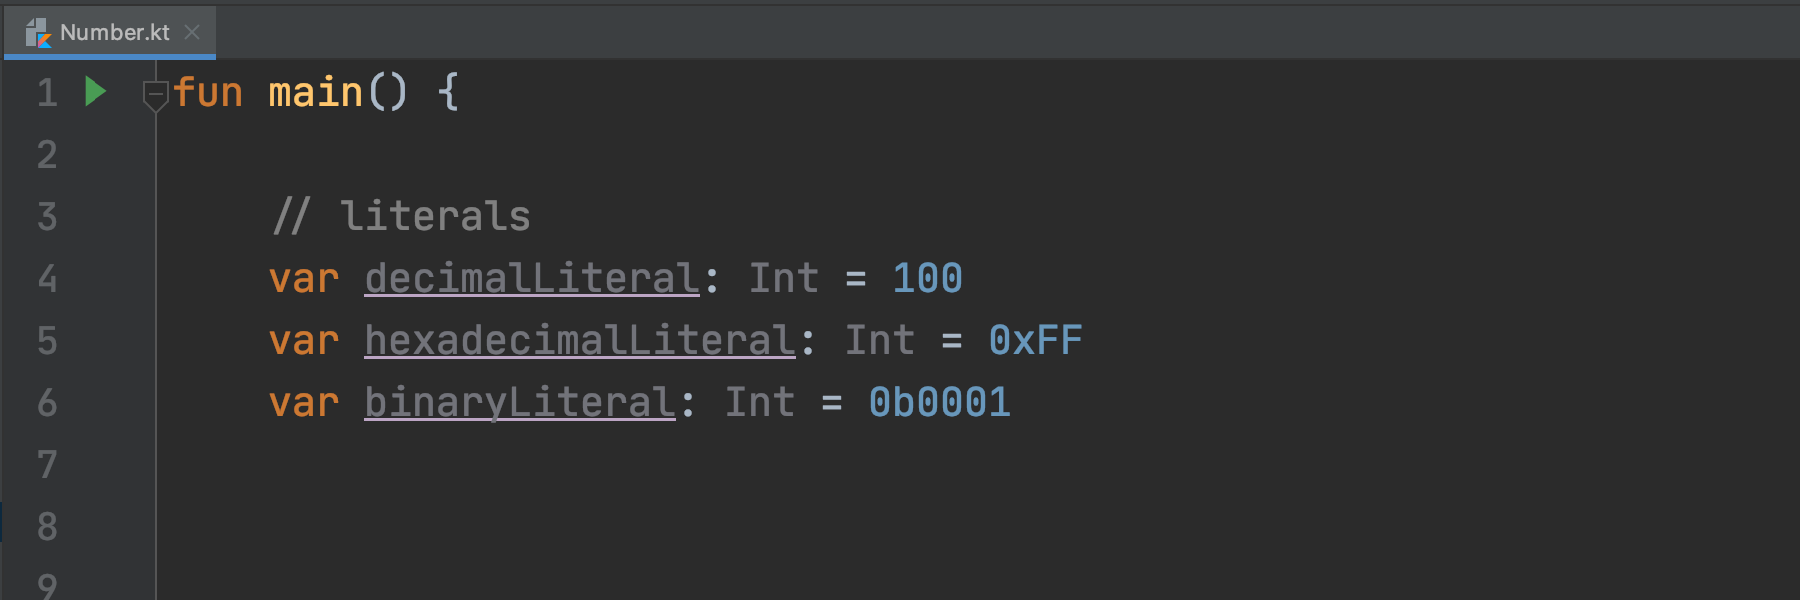 Number.kt
1 fun main() {
2
3 // literals
4 var decimalLiteral: Int = 100
5 var hexadecimalLiteral: Int = 0xFF
6 var binaryLiteral: Int = 0b0001
7
8
9